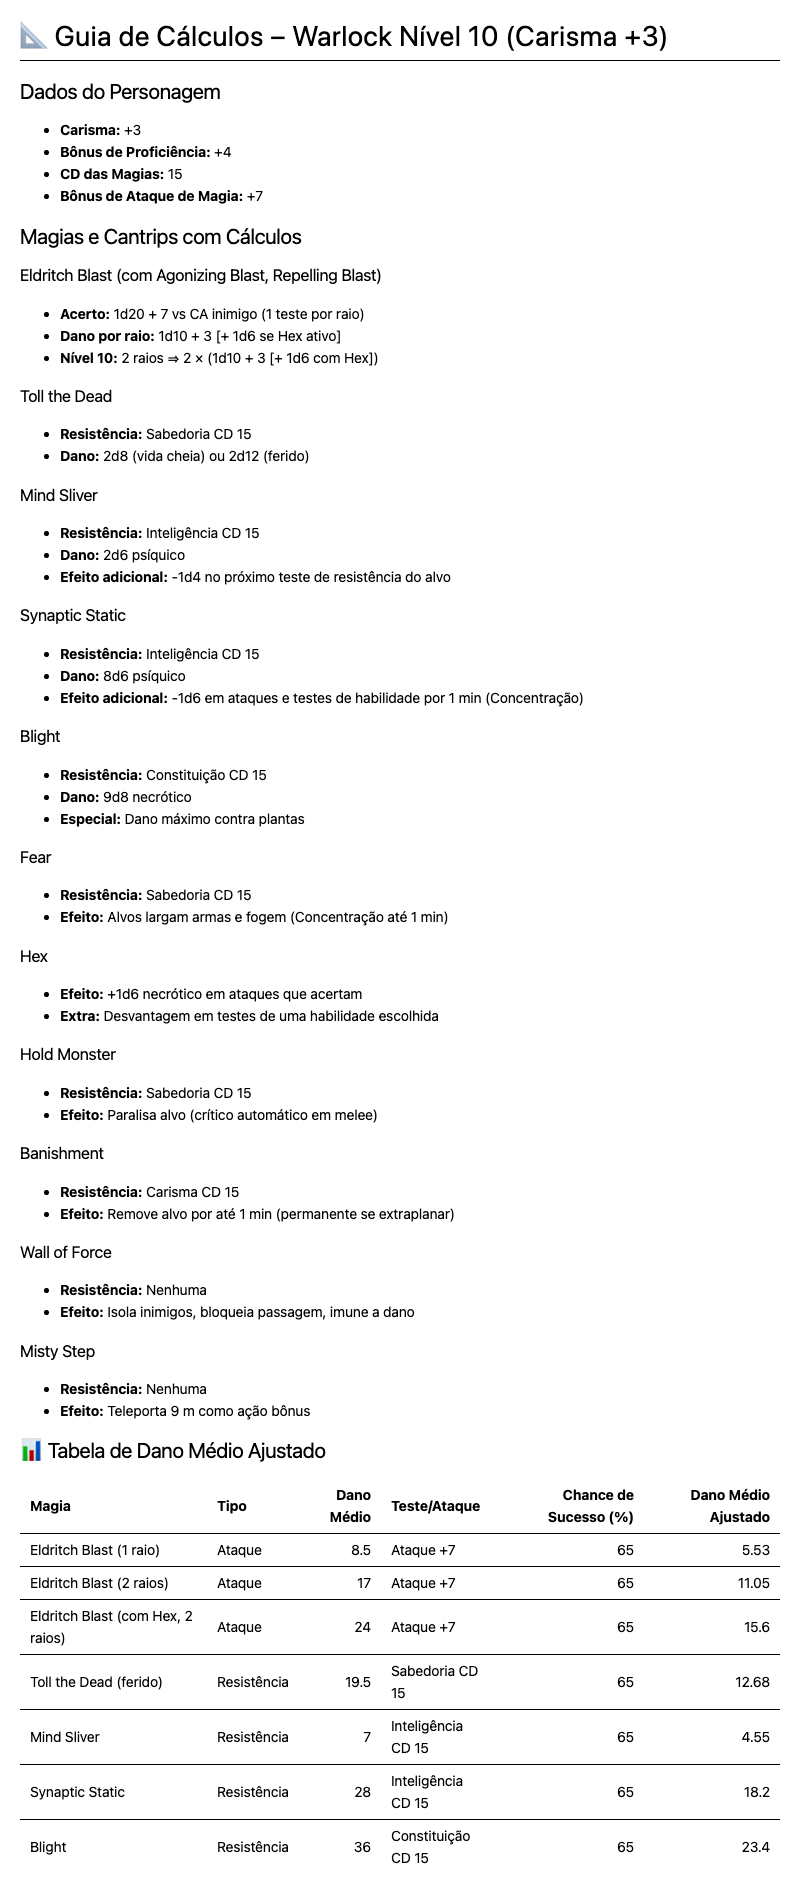 📐 Guia de Cálculos – Warlock Nível 10 (Carisma +3)
Dados do Personagem
• Carisma: +3
• Bônus de Proficiência: +4
• CD das Magias: 15
• Bônus de Ataque de Magia: +7
Magias e Cantrips com Cálculos
Eldritch Blast (com Agonizing Blast, Repelling Blast)
• Acerto: 1d20 + 7 vs CA inimigo (1 teste por raio)
• Dano por raio: 1d10 + 3 [+ 1d6 se Hex ativo]
• Nível 10: 2 raios ⇒ 2 × (1d10 + 3 [+ 1d6 com Hex])
Toll the Dead
• Resistência: Sabedoria CD 15
• Dano: 2d8 (vida cheia) ou 2d12 (ferido)
Mind Sliver
• Resistência: Inteligência CD 15
• Dano: 2d6 psíquico
• Efeito adicional: -1d4 no próximo teste de resistência do alvo
Synaptic Static
• Resistência: Inteligência CD 15
• Dano: 8d6 psíquico
• Efeito adicional: -1d6 em ataques e testes de habilidade por 1 min (Concentração)
Blight
• Resistência: Constituição CD 15
• Dano: 9d8 necrótico
• Especial: Dano máximo contra plantas
Fear
• Resistência: Sabedoria CD 15
• Efeito: Alvos largam armas e fogem (Concentração até 1 min)
Hex
• Efeito: +1d6 necrótico em ataques que acertam
• Extra: Desvantagem em testes de uma habilidade escolhida
Hold Monster
• Resistência: Sabedoria CD 15
• Efeito: Paralisa alvo (crítico automático em melee)
Banishment
• Resistência: Carisma CD 15
• Efeito: Remove alvo por até 1 min (permanente se extraplanar)
Wall of Force
• Resistência: Nenhuma
• Efeito: Isola inimigos, bloqueia passagem, imune a dano
Misty Step
• Resistência: Nenhuma
• Efeito: Teleporta 9 m como ação bônus
📊 Tabela de Dano Médio Ajustado
Magia Tipo Dano Médio Teste/Ataque Chance de Sucesso (%) Dano Médio Ajustado
Eldritch Blast (1 raio) Ataque 8.5 Ataque +7 65 5.53
Eldritch Blast (2 raios) Ataque 17 Ataque +7 65 11.05
Eldritch Blast (com Hex, 2 raios) Ataque 24 Ataque +7 65 15.6
Toll the Dead (ferido) Resistência 19.5 Sabedoria CD 15 65 12.68
Mind Sliver Resistência 7 Inteligência CD 15 65 4.55
Synaptic Static Resistência 28 Inteligência CD 15 65 18.2
Blight Resistência 36 Constituição CD 15 65 23.4